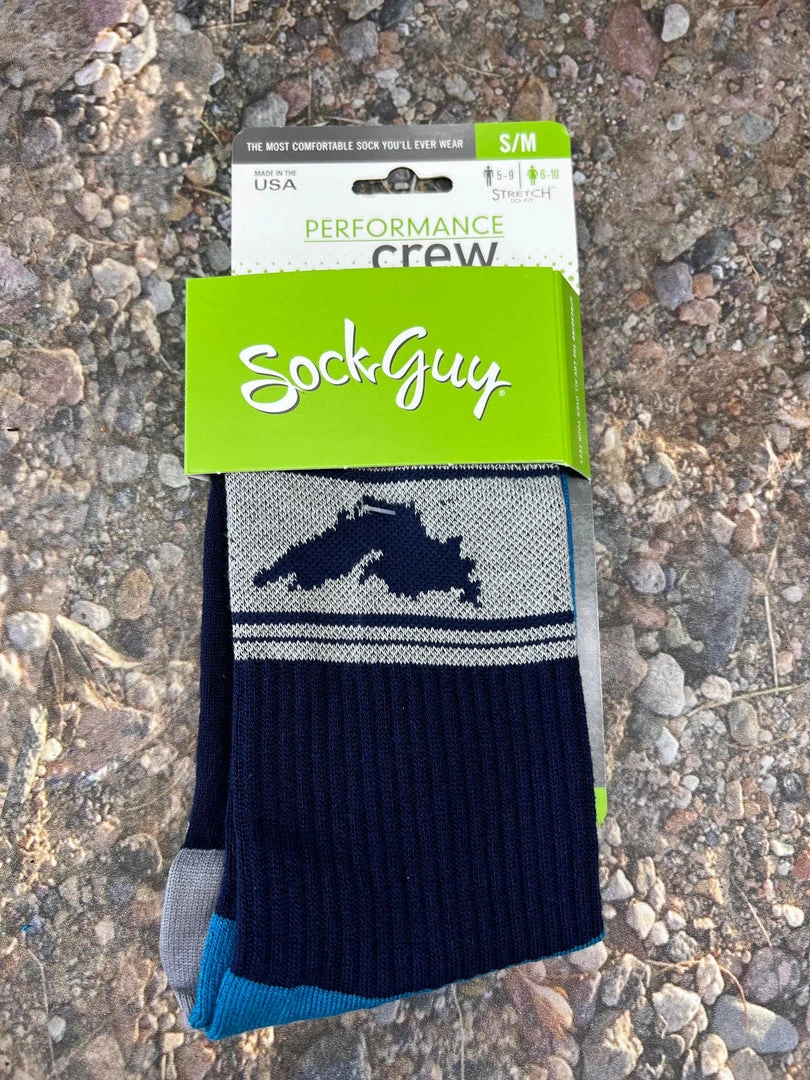 THE MOST COMFORTABLE SOCK YOU'LL EVER WEAR
S/M
MADE IN THE
USA
5-9
6-10
STRETCH™
TO FIT
PERFORMANCE
crew
SockGuy®